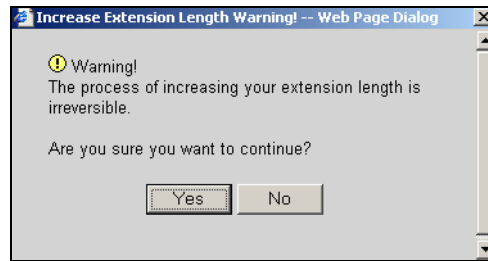 Increase Extension Length Warning! -- Web Page Dialog
Warning!
The process of increasing your extension length is
irreversible.
Are you sure you want to continue?
Yes No